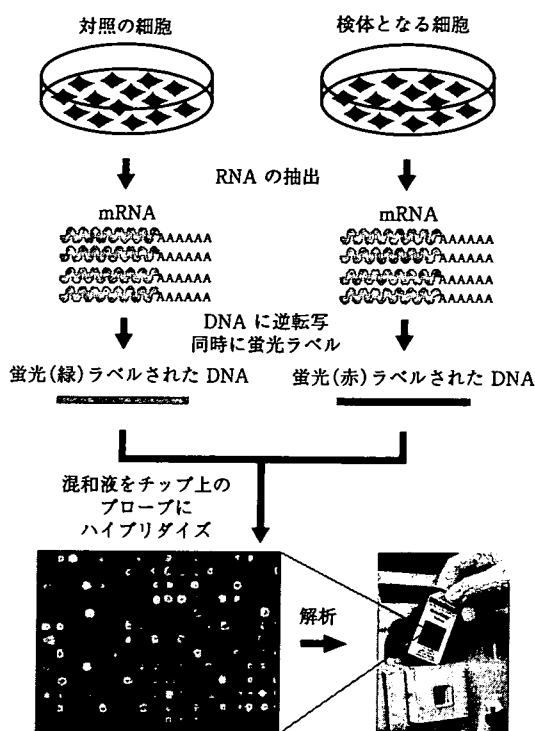 対照の細胞
検体となる細胞
RNA の抽出
mRNA
mRNA
AAAAAA
AAAAAA
AAAAAA
AAAAAA
AAAAAA
AAAAAA
AAAAAA
AAAAAA
DNA に逆転写
同時に蛍光ラベル
蛍光(緑)ラベルされた DNA
蛍光(赤)ラベルされた DNA
混和液をチップ上の
プローブに
ハイブリダイズ
解析